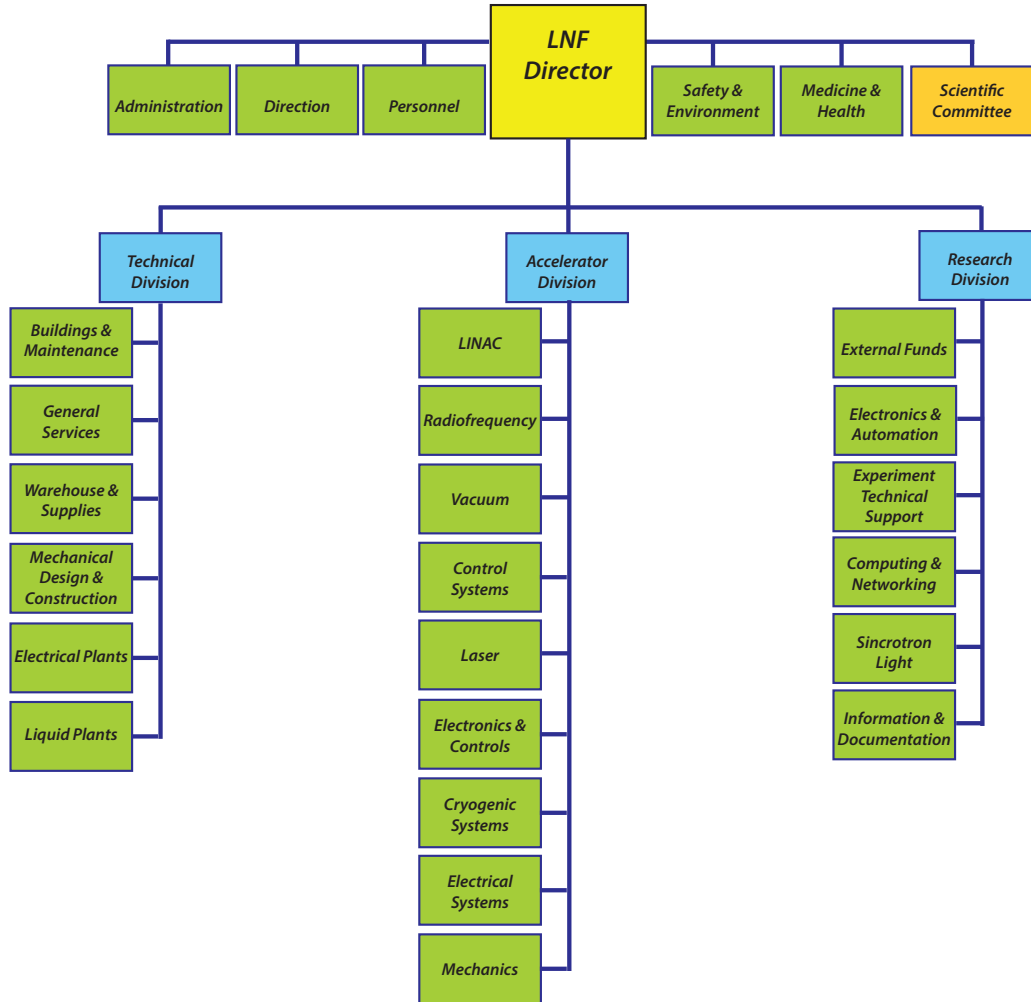 LNF
Director
Administration
Direction
Personnel
Safety &
Environment
Medicine &
Health
Scientific
Committee
Technical
Division
Buildings &
Maintenance
General
Services
Warehouse &
Supplies
Mechanical
Design &
Construction
Electrical Plants
Liquid Plants
Accelerator
Division
LINAC
Radiofrequency
Vacuum
Control
Systems
Laser
Electronics &
Controls
Cryogenic
Systems
Electrical
Systems
Mechanics
Research
Division
External Funds
Electronics &
Automation
Experiment
Technical
Support
Computing &
Networking
Sincrotron
Light
Information &
Documentation